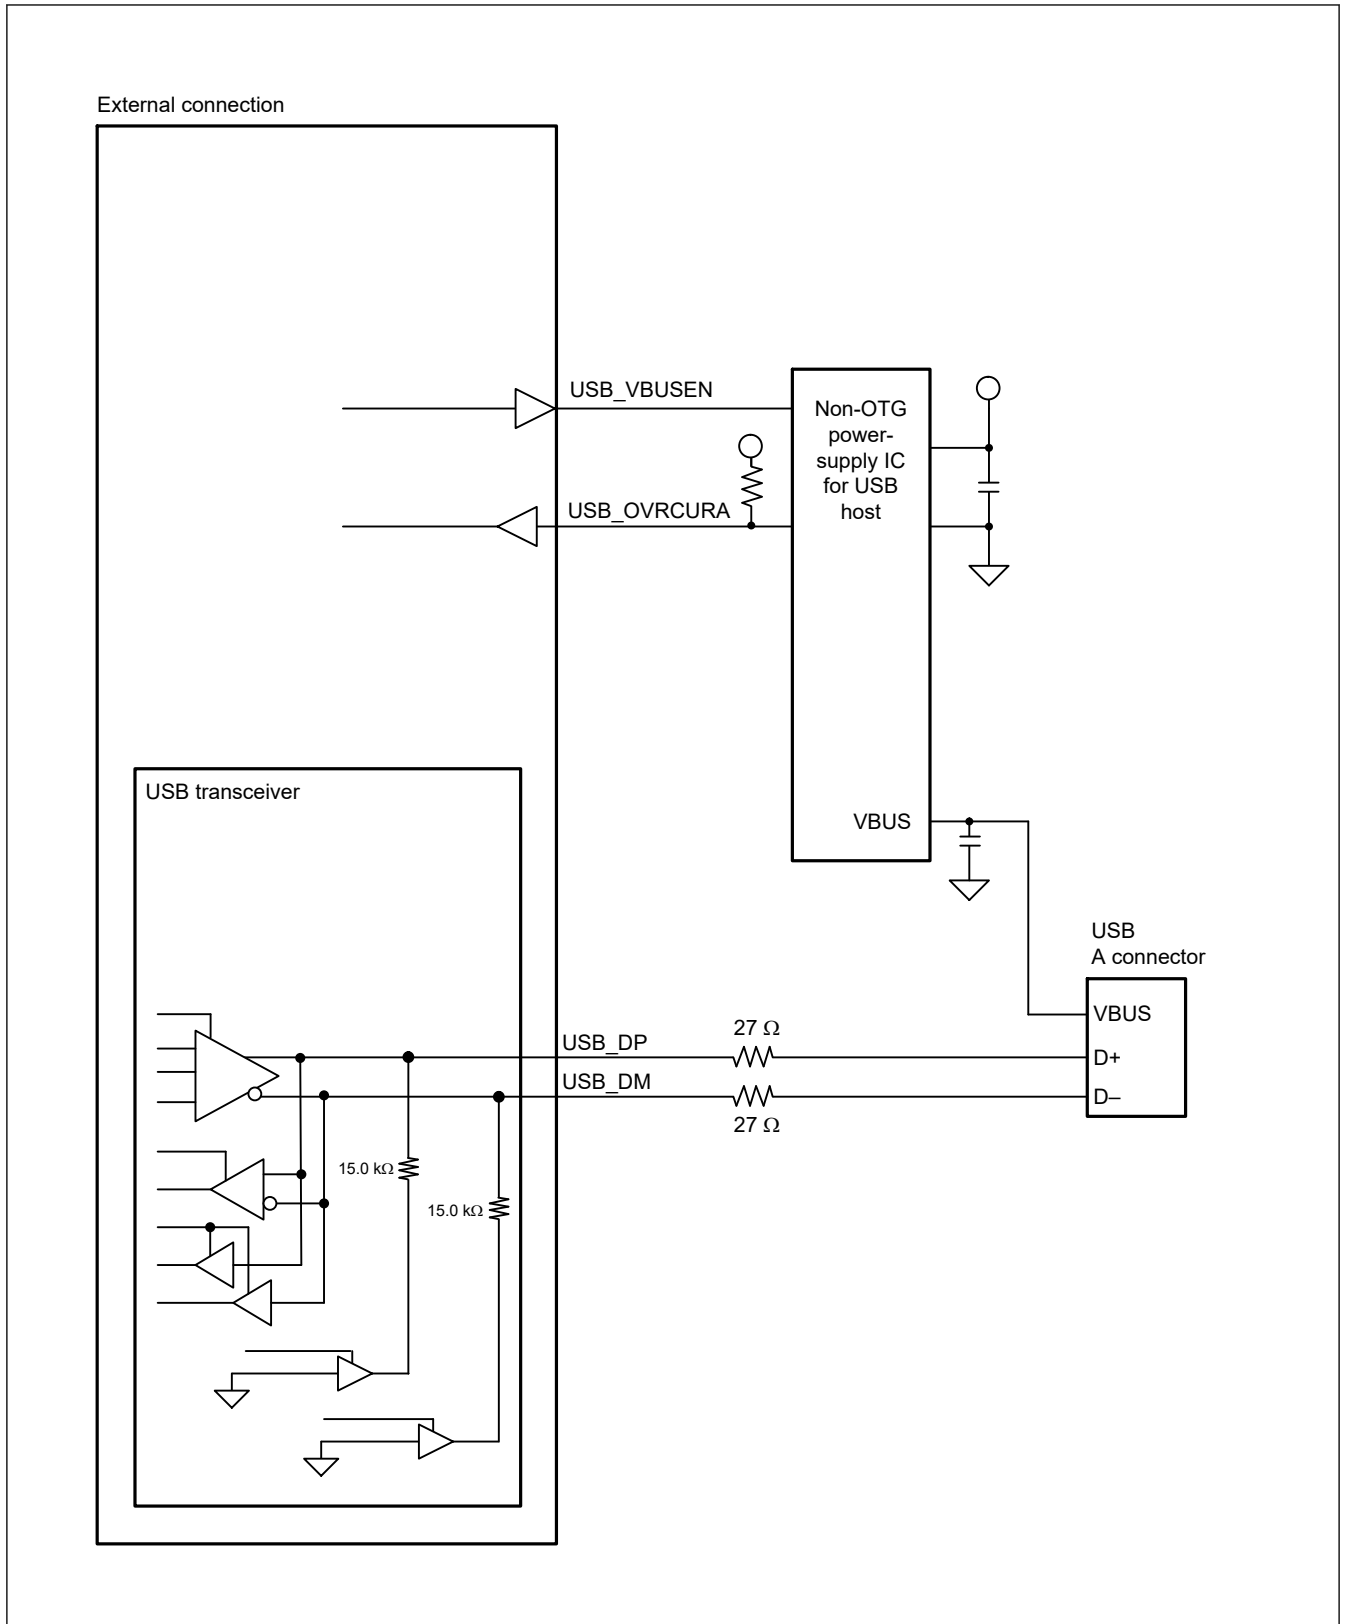 External connection
USB_VBUSEN
Non-OTG
power-
supply IC
for USB
host
USB_OVRCURA
USB transceiver
VBUS
USB
A connector
VBUS
27 Ω
USB_DP
D+
USB_DM
D–
27 Ω
15.0 kΩ
15.0 kΩ